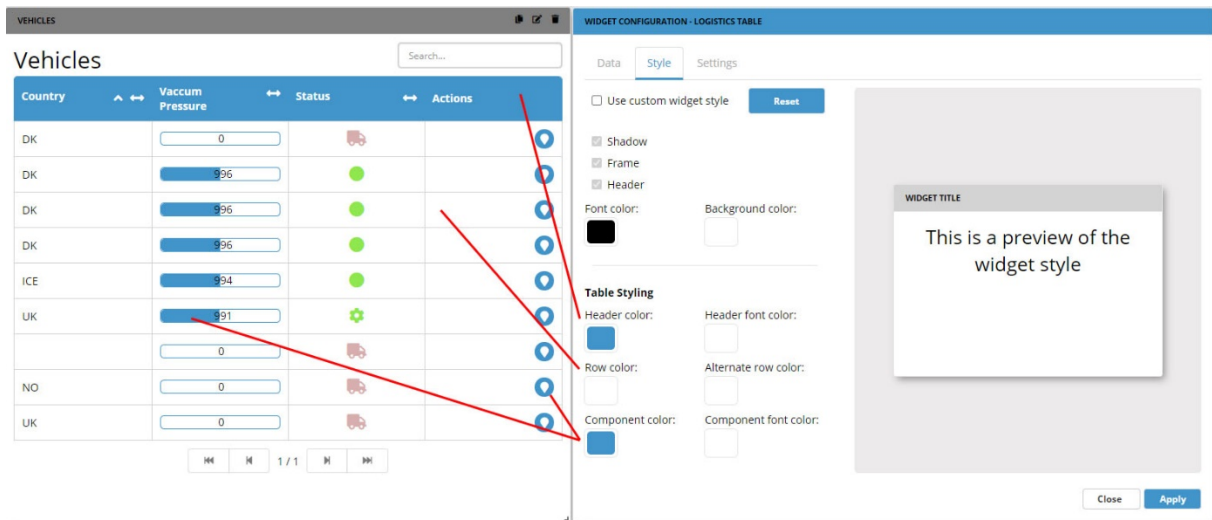 VEHICLES
Vehicles
Search...
Country
Vaccum
Pressure
Status
Actions
DK 0
DK 996
DK 996
DK 996
ICE 994
UK 991
0
NO 0
UK 0
1 / 1
WIDGET CONFIGURATION - LOGISTICS TABLE
Data Style Settings
Use custom widget style Reset
Shadow
Frame
Header
Font color: Background color:
Table Styling
Header color: Header font color:
Row color: Alternate row color:
Component color: Component font color:
WIDGET TITLE
This is a preview of the
widget style
Close Apply